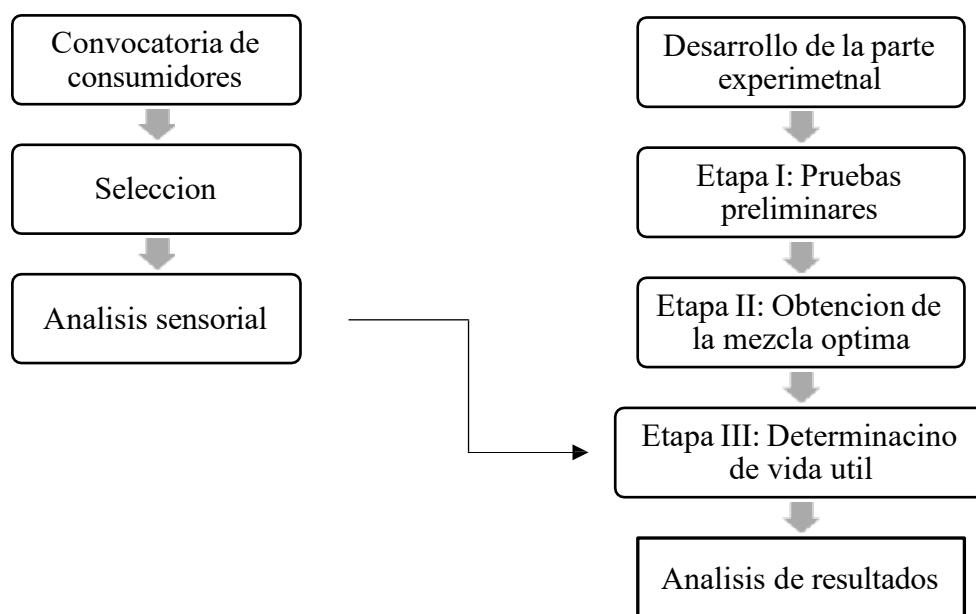 Convocatoria de
consumidores
Seleccion
Analisis sensorial
Desarrollo de la parte
experimetnal
Etapa I: Pruebas
preliminares
Etapa II: Obtencion de
la mezcla optima
Etapa III: Determinacino
de vida util
Analisis de resultados